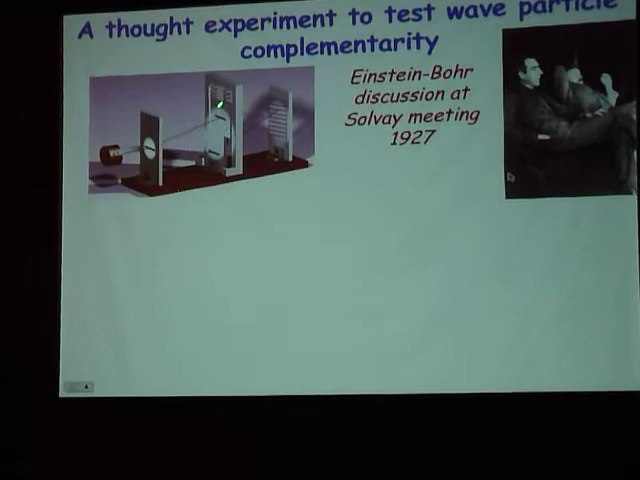 A thought experiment to test wave particle
complementarity
Einstein-Bohr
discussion at
Solvay meeting
1927